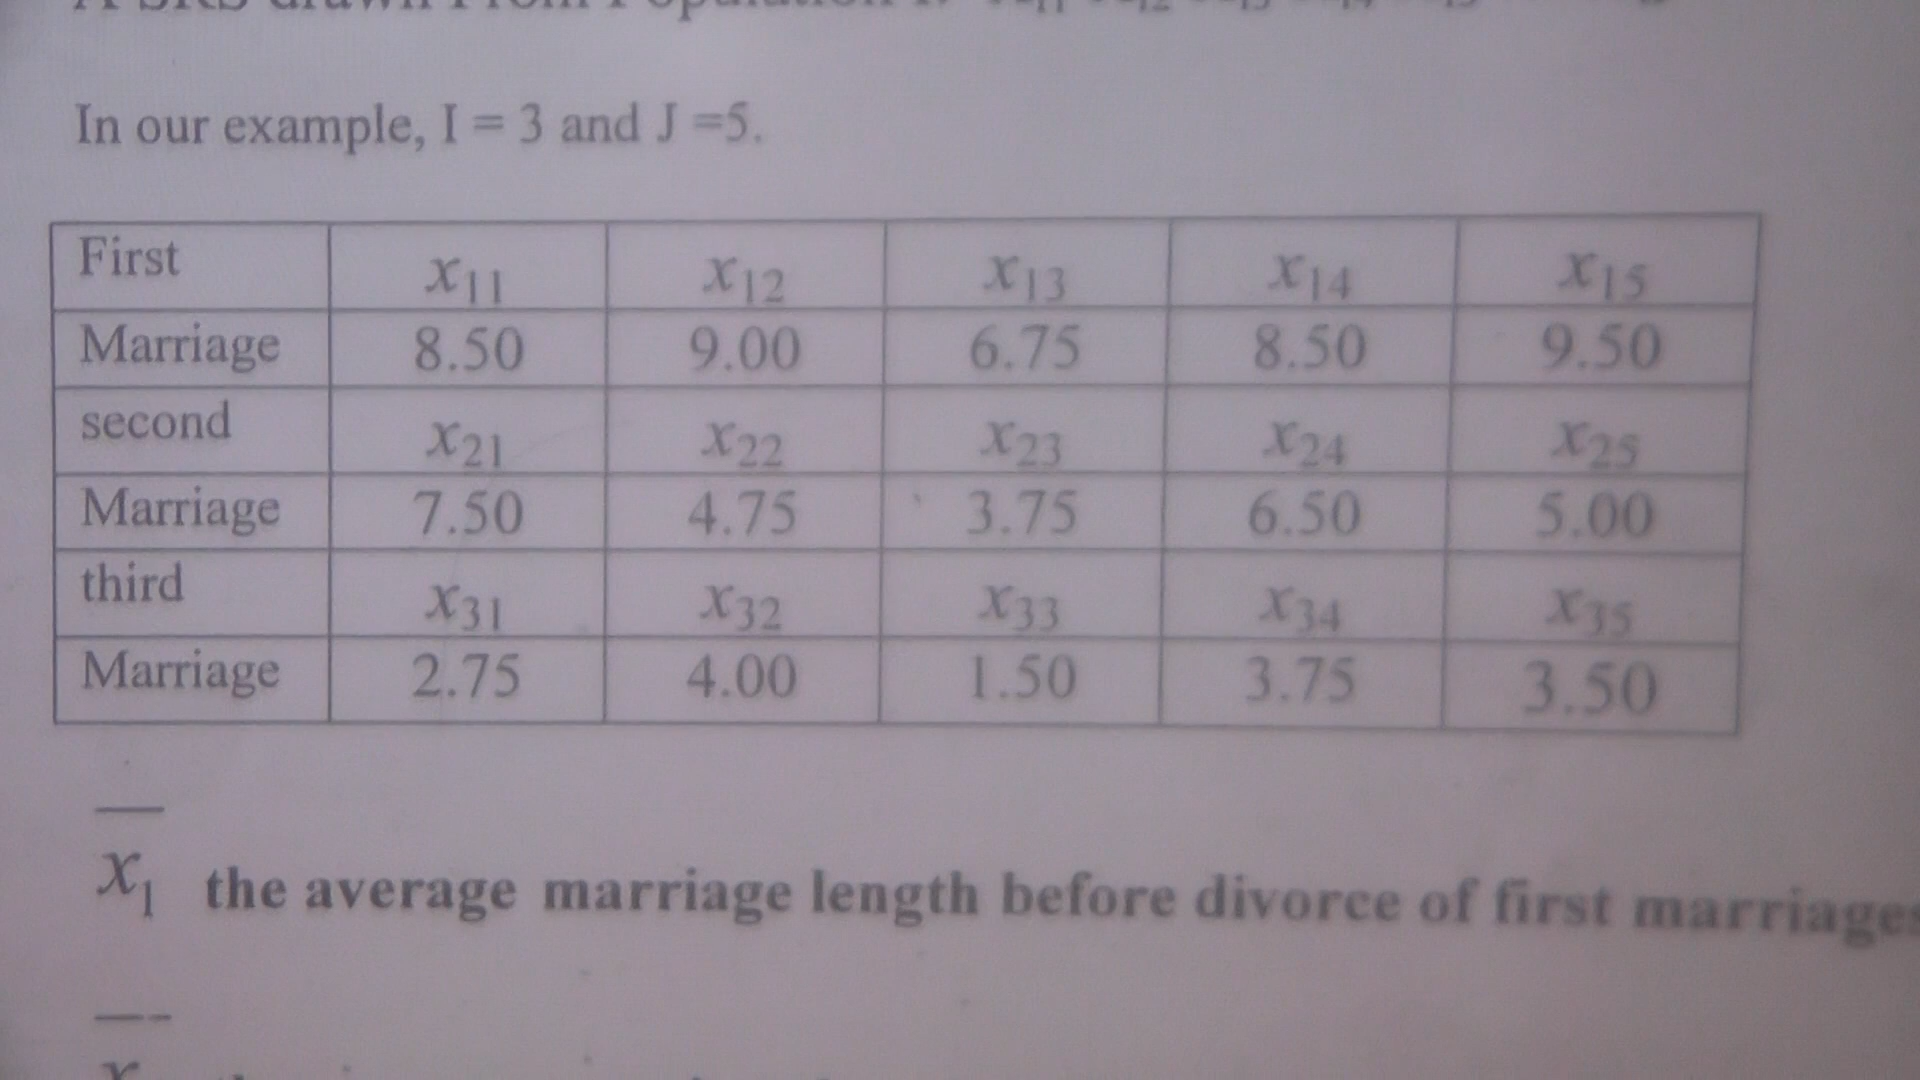 In our example, I = 3 and J =5.
First x11 x12 x13 x14 x15
Marriage 8.50 9.00 6.75 8.50 9.50
second x21 x22 x23 x24 x25
Marriage 7.50 4.75 3.75 6.50 5.00
third x31 x32 x33 x34 x35
Marriage 2.75 4.00 1.50 3.75 3.50
x̄1 the average marriage length before divorce of first marriages